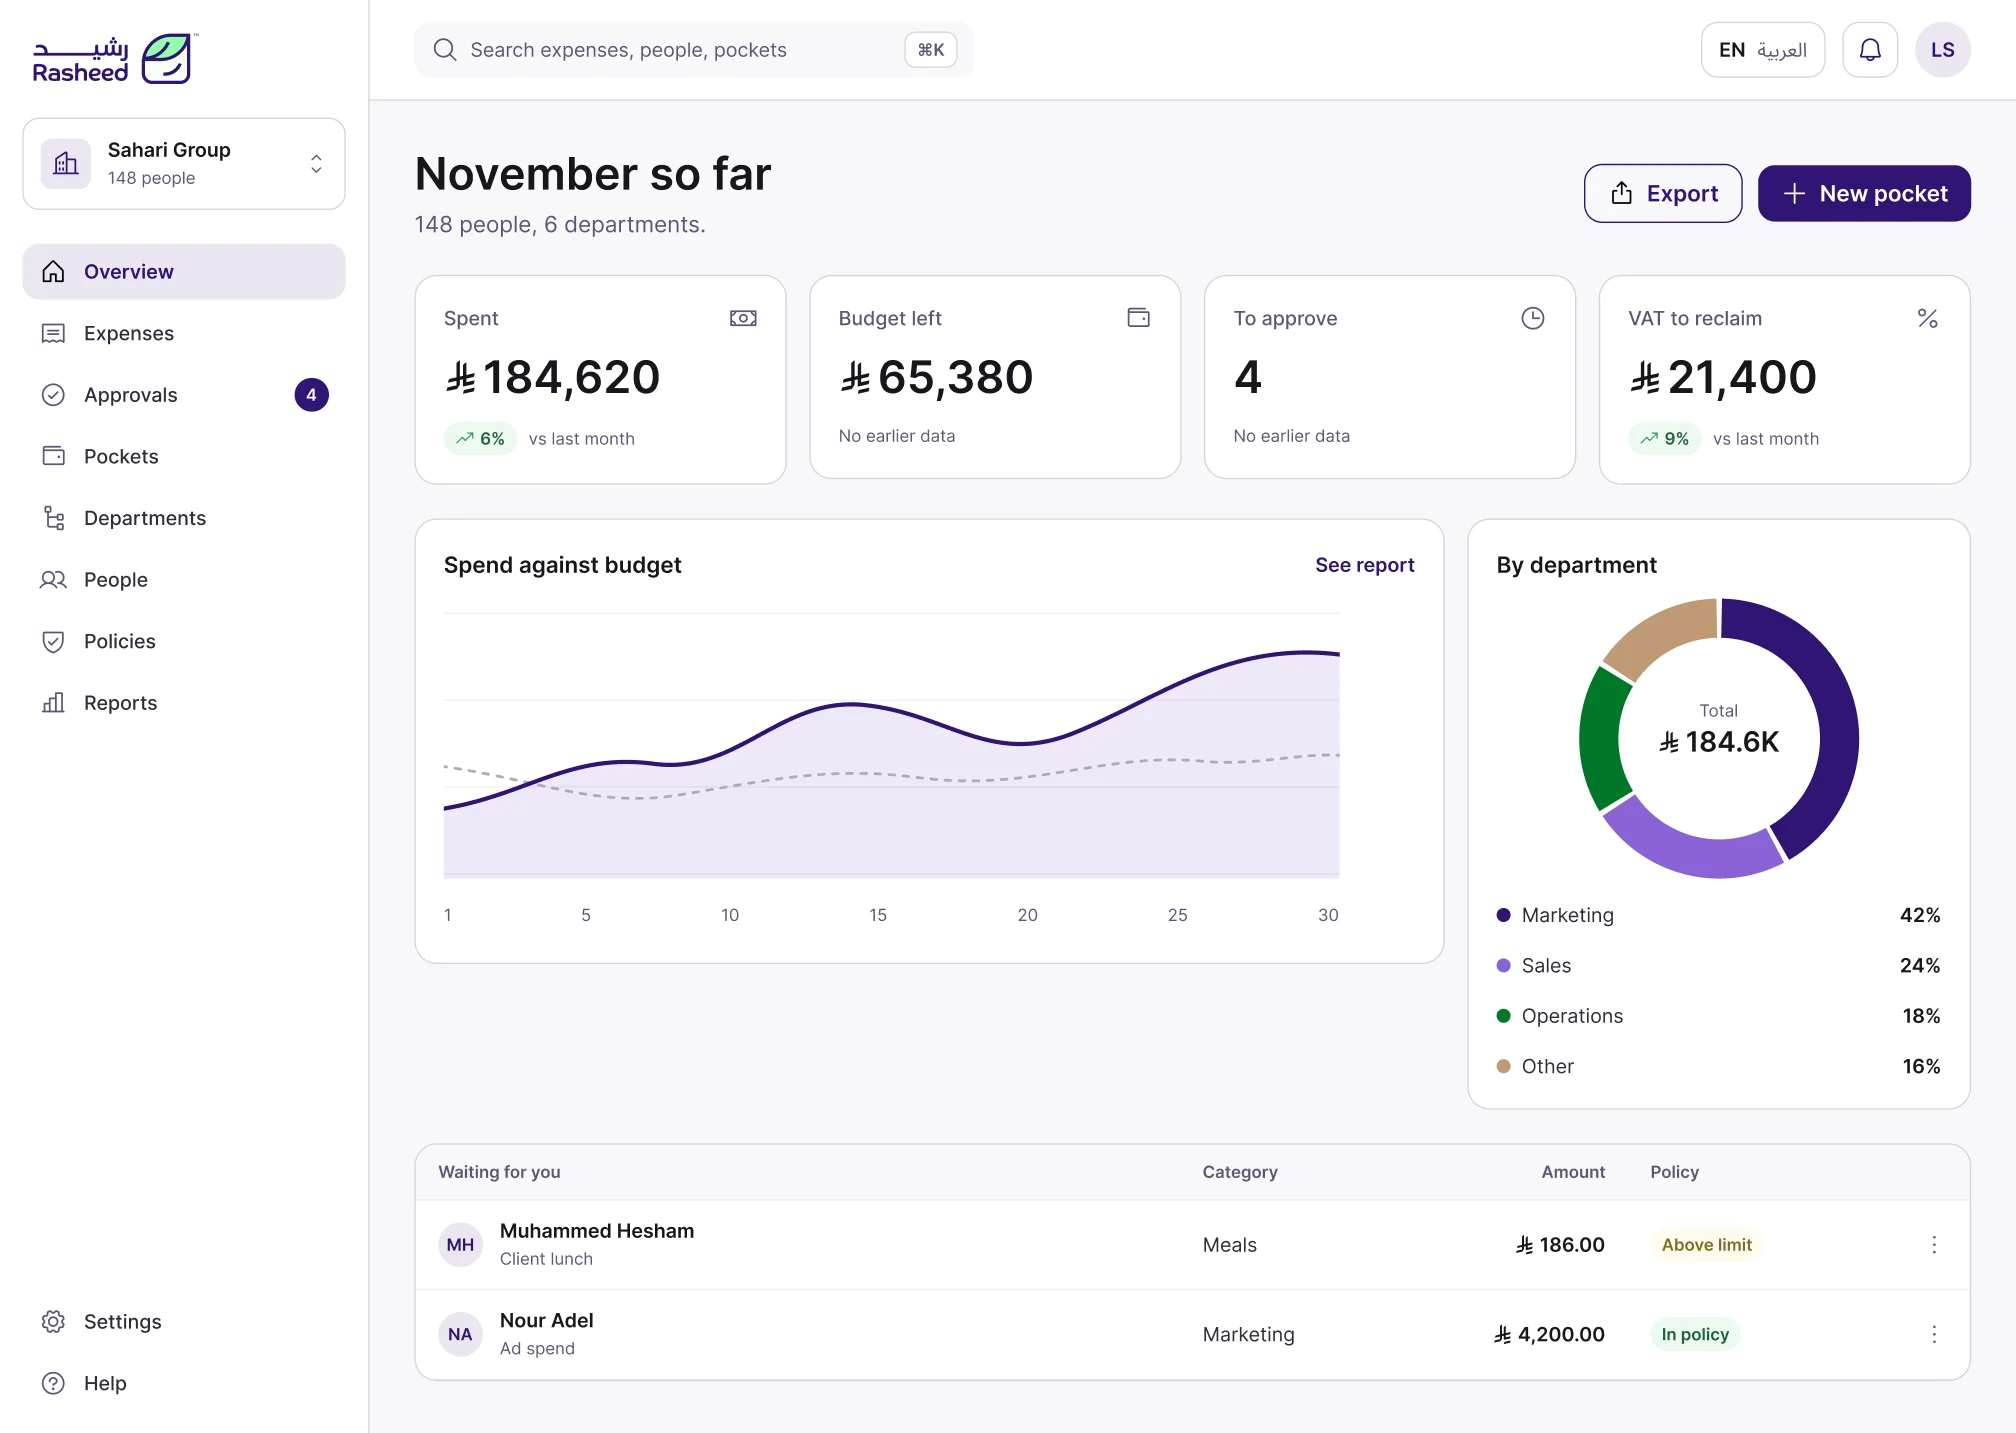 رشيد
Rasheed
™
Sahari Group
148 people
Overview
Expenses
Approvals
4
Pockets
Departments
People
Policies
Reports
Settings
Help
Search expenses, people, pockets
⌘K
EN العربية
LS
November so far
148 people, 6 departments.
Export
New pocket
Spent
⃁ 184,620
6% vs last month
Budget left
⃁ 65,380
No earlier data
To approve
4
No earlier data
VAT to reclaim
⃁ 21,400
9% vs last month
Spend against budget
See report
1 5 10 15 20 25 30
By department
Total
⃁ 184.6K
Marketing 42%
Sales 24%
Operations 18%
Other 16%
Waiting for you Category Amount Policy
MH
Muhammed Hesham
Client lunch
Meals
⃁ 186.00
Above limit
NA
Nour Adel
Ad spend
Marketing
⃁ 4,200.00
In policy